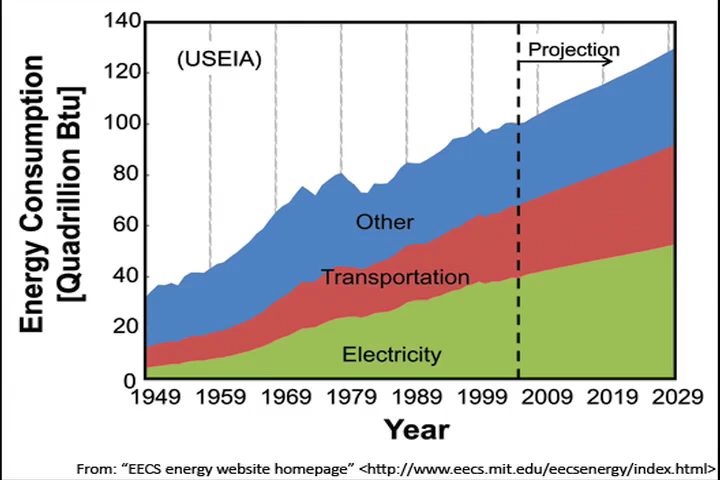 140
120
100
80
60
40
20
0
Energy Consumption
[Quadrillion Btu]
(USEIA)
Projection
Other
Transportation
Electricity
1949 1959 1969 1979 1989 1999 2009 2019 2029
Year
From: “EECS energy website homepage” <http://www.eecs.mit.edu/eecsenergy/index.html>